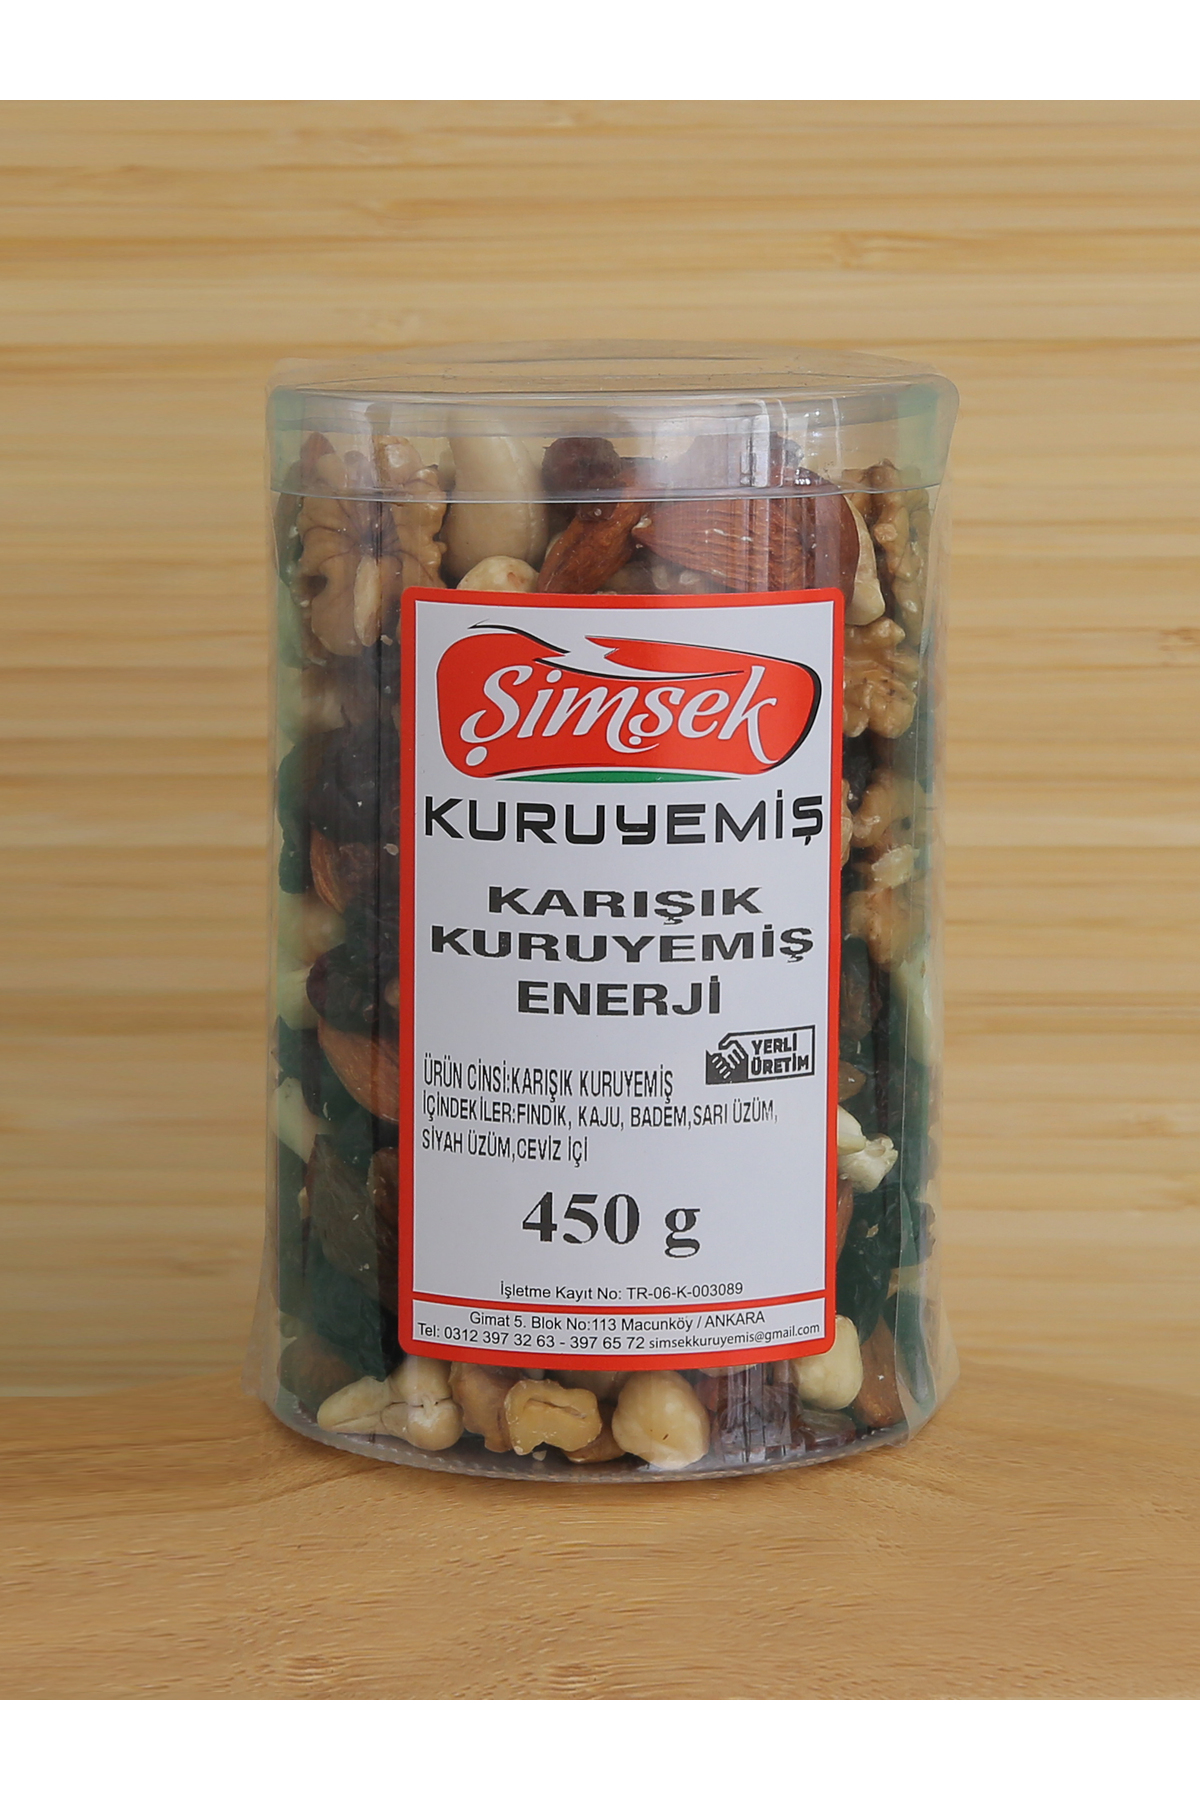 Şimşek
KURUYEMİŞ
KARIŞIK
KURUYEMİŞ
ENERJİ
YERLİ
ÜRETİM
ÜRÜN CİNSİ:KARIŞIK KURUYEMİŞ
İÇİNDEKİLER:FINDIK, KAJU, BADEM,SARI ÜZÜM,
SİYAH ÜZÜM,CEVİZ İÇİ
450 g
İşletme Kayıt No: TR-06-K-003089
Gimat 5. Blok No:113 Macunköy / ANKARA
Tel: 0312 397 32 63 - 397 65 72 simsekkuruyemis@gmail.com